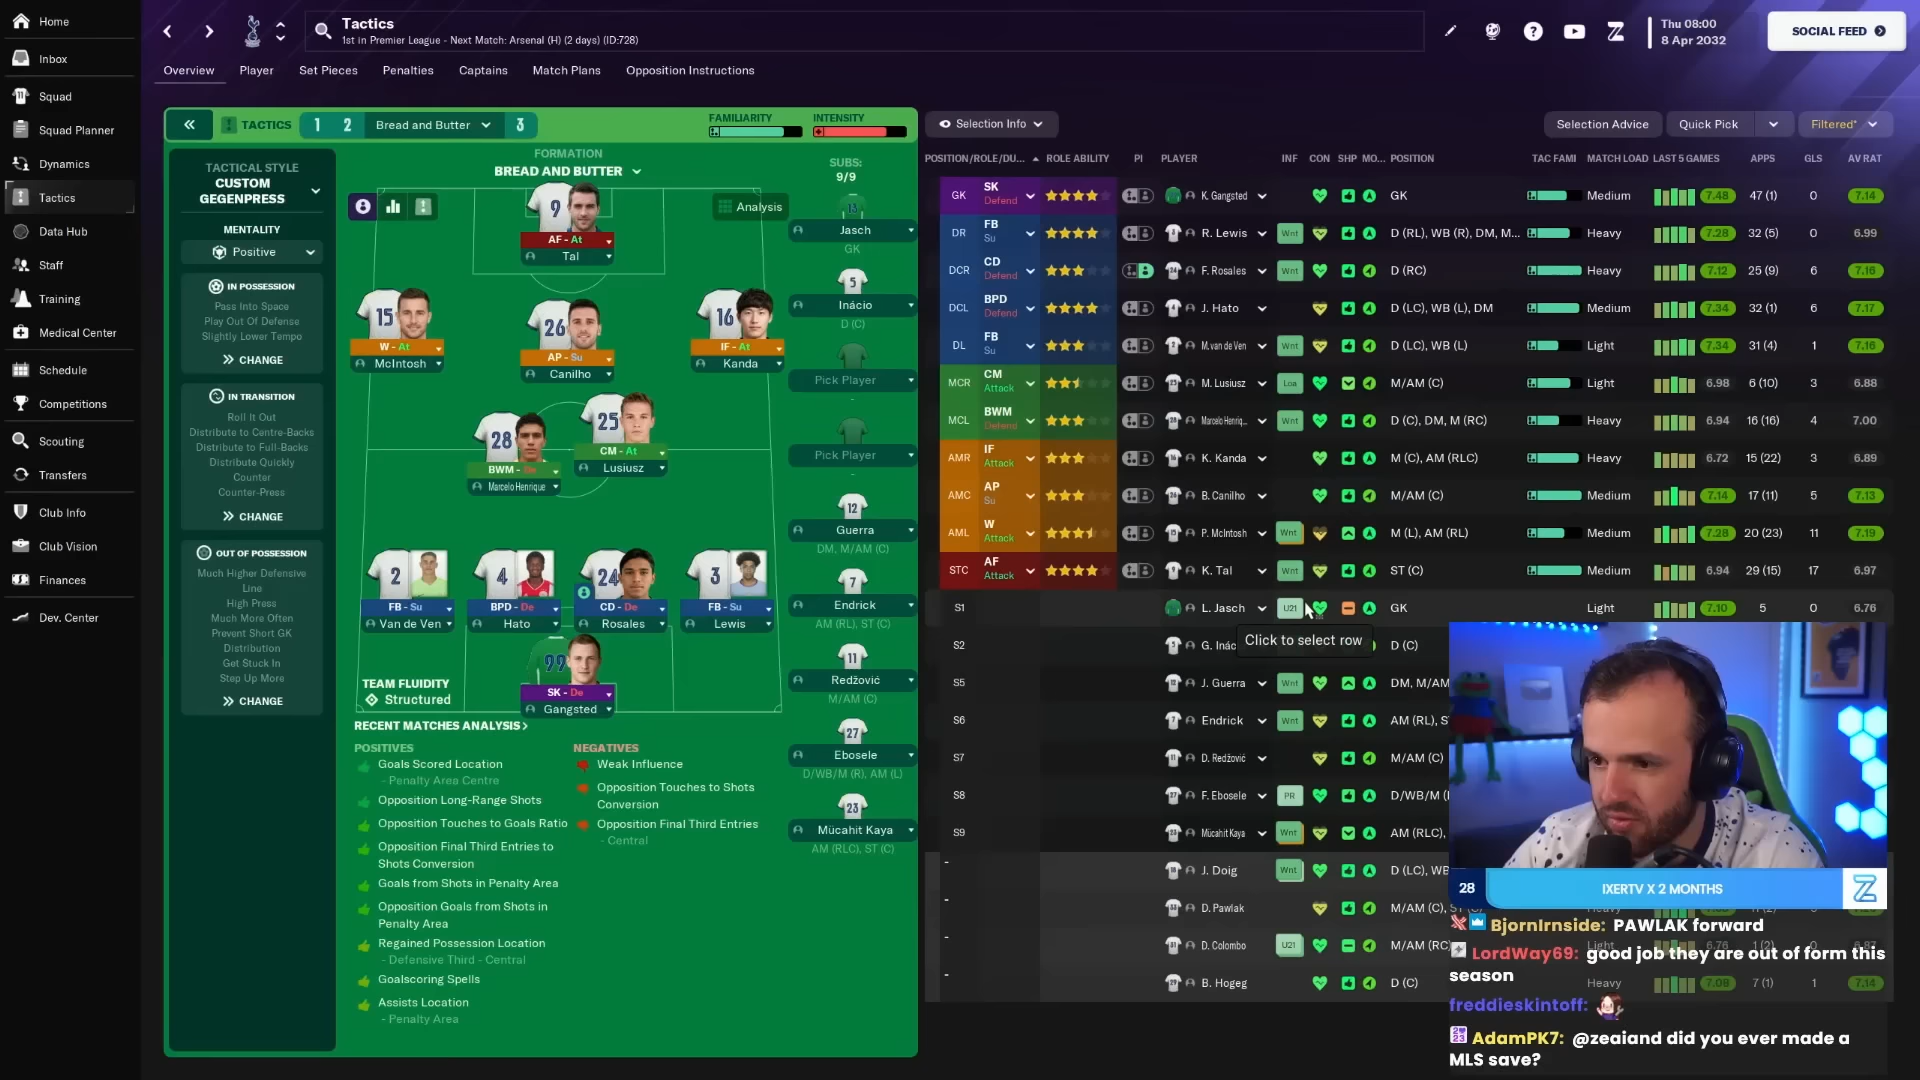 Home
Inbox
Squad
Squad Planner
Dynamics
Tactics
Data Hub
Staff
Training
Medical Center
Schedule
Competitions
Scouting
Transfers
Club Info
Club Vision
Finances
Dev. Center
Tactics
1st in Premier League - Next Match: Arsenal (H) (2 days) (ID:728)
Thu 08:00
8 Apr 2032
SOCIAL FEED
Overview Player Set Pieces Penalties Captains Match Plans Opposition Instructions
TACTICS 1 2 Bread and Butter 3
FAMILIARITY INTENSITY
TACTICAL STYLE
CUSTOM
GEGENPRESS
MENTALITY
Positive
IN POSSESSION
Pass Into Space
Play Out Of Defense
Slightly Lower Tempo
CHANGE
IN TRANSITION
Roll It Out
Distribute to Centre-Backs
Distribute to Full-Backs
Distribute Quickly
Counter
Counter-Press
CHANGE
OUT OF POSSESSION
Much Higher Defensive
Line
High Press
Much More Often
Prevent Short GK
Distribution
Get Stuck In
Step Up More
CHANGE
FORMATION
BREAD AND BUTTER
Analysis
9
AF - At
Tal
15
W - At
McIntosh
26
AP - Su
Canilho
16
IF - At
Kanda
28
BWM - De
Marcelo Henrique
25
CM - At
Lusiusz
2
FB - Su
Van de Ven
4
BPD - De
Hato
24
CD - De
Rosales
3
FB - Su
Lewis
99
SK - De
Gangsted
TEAM FLUIDITY
Structured
SUBS:
9/9
13
Jasch
GK
5
Inácio
D (C)
Pick Player
-
Pick Player
-
12
Guerra
DM, M/AM (C)
7
Endrick
AM (RL), ST (C)
11
Redžović
M/AM (C)
27
Ebosele
D/WB/M (R), AM (L)
23
Mücahit Kaya
AM (RLC), ST (C)
RECENT MATCHES ANALYSIS >
POSITIVES
Goals Scored Location
- Penalty Area Centre
Opposition Long-Range Shots
Opposition Touches to Goals Ratio
Opposition Final Third Entries to
Shots Conversion
Goals from Shots in Penalty Area
Opposition Goals from Shots in
Penalty Area
Regained Possession Location
- Defensive Third - Central
Goalscoring Spells
Assists Location
- Penalty Area
NEGATIVES
Weak Influence
Opposition Touches to Shots
Conversion
Opposition Final Third Entries
- Central
Selection Info
Selection Advice Quick Pick Filtered*
POSITION/ROLE/DU... ROLE ABILITY PI PLAYER INF CON SHP MO... POSITION TAC FAMI MATCH LOAD LAST 5 GAMES APPS GLS AV RAT
GK SK Defend K. Gangsted GK Medium 7.48 47 (1) 0 7.14
DR FB Su R. Lewis Wnt D (RL), WB (R), DM, M... Heavy 7.28 32 (5) 0 6.99
DCR CD Defend F. Rosales Wnt D (RC) Heavy 7.12 25 (9) 6 7.16
DCL BPD Defend J. Hato D (LC), WB (L), DM Medium 7.34 32 (1) 6 7.17
DL FB Su M. van de Ven Wnt D (LC), WB (L) Light 7.34 31 (4) 1 7.16
MCR CM Attack M. Lusiusz Loa M/AM (C) Light 6.98 6 (10) 3 6.88
MCL BWM Defend Marcelo Henriq... Wnt D (C), DM, M (RC) Heavy 6.94 16 (16) 4 7.00
AMR IF Attack K. Kanda M (C), AM (RLC) Heavy 6.72 15 (22) 3 6.89
AMC AP Su B. Canilho M/AM (C) Medium 7.14 17 (11) 5 7.13
AML W Attack P. McIntosh Wnt M (L), AM (RL) Medium 7.28 20 (23) 11 7.19
STC AF Attack K. Tal Wnt ST (C) Medium 6.94 29 (15) 17 6.97
S1 L. Jasch U21 GK Light 7.10 5 0 6.76
Click to select row
S2 G. Inác D (C)
S5 J. Guerra Wnt DM, M/AM
S6 Endrick Wnt AM (RL), S
S7 D. Redžović M/AM (C)
S8 F. Ebosele PR D/WB/M (
S9 Mücahit Kaya Wnt AM (RLC),
- J. Doig Wnt D (LC), WB
- D. Pawlak M/AM (C), S
- D. Colombo U21 M/AM (RC)
- B. Hogeg D (C) Heavy 7.08 7 (1) 1 7.14
28 IXERTV X 2 MONTHS
BjornIrnside: PAWLAK forward
LordWay69: good job they are out of form this
season
freddieskintoff:
AdamPK7: @zeaiand did you ever made a
MLS save?